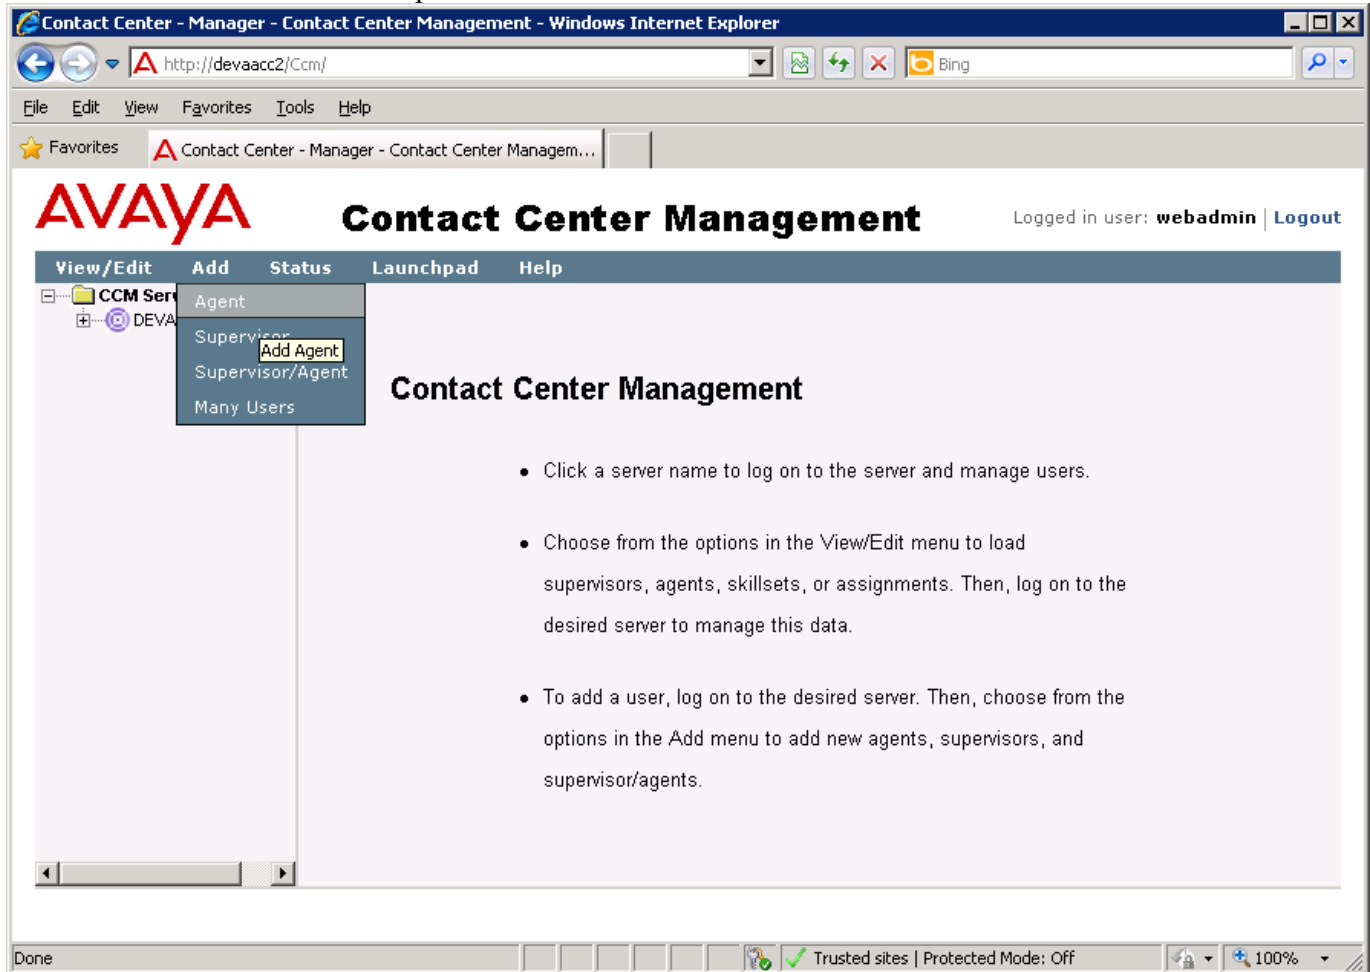 Contact Center - Manager - Contact Center Management - Windows Internet Explorer
http://devaacc2/Ccm/
Bing
File Edit View Favorites Tools Help
Favorites
Contact Center - Manager - Contact Center Managem...
AVAYA
Contact Center Management
Logged in user: webadmin | Logout
View/Edit Add Status Launchpad Help
CCM Serv
DEVA
Agent
Supervisor
Add Agent
Supervisor/Agent
Many Users
Contact Center Management
• Click a server name to log on to the server and manage users.
• Choose from the options in the View/Edit menu to load
supervisors, agents, skillsets, or assignments. Then, log on to the
desired server to manage this data.
• To add a user, log on to the desired server. Then, choose from the
options in the Add menu to add new agents, supervisors, and
supervisor/agents.
Done
Trusted sites | Protected Mode: Off
100%